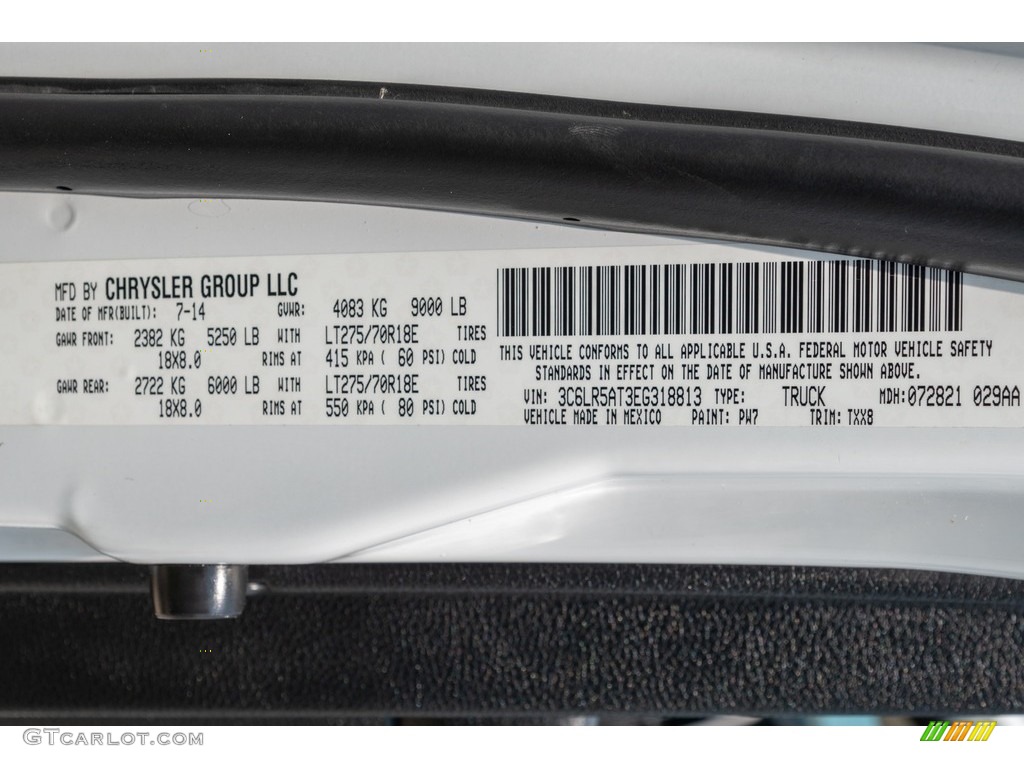 MFD BY CHRYSLER GROUP LLC
DATE OF MFR(BUILT): 7-14 GVWR: 4083 KG 9000 LB
GAWR FRONT: 2382 KG 5250 LB WITH LT275/70R18E TIRES
18X8.0 RIMS AT 415 KPA ( 60 PSI) COLD
GAWR REAR: 2722 KG 6000 LB WITH LT275/70R18E TIRES
18X8.0 RIMS AT 550 KPA ( 80 PSI) COLD
THIS VEHICLE CONFORMS TO ALL APPLICABLE U.S.A. FEDERAL MOTOR VEHICLE SAFETY
STANDARDS IN EFFECT ON THE DATE OF MANUFACTURE SHOWN ABOVE.
VIN: 3C6LR5AT3EG318813 TYPE: TRUCK MDH:072821 029AA
VEHICLE MADE IN MEXICO PAINT: PW7 TRIM: TXX8
GTcarlot.com